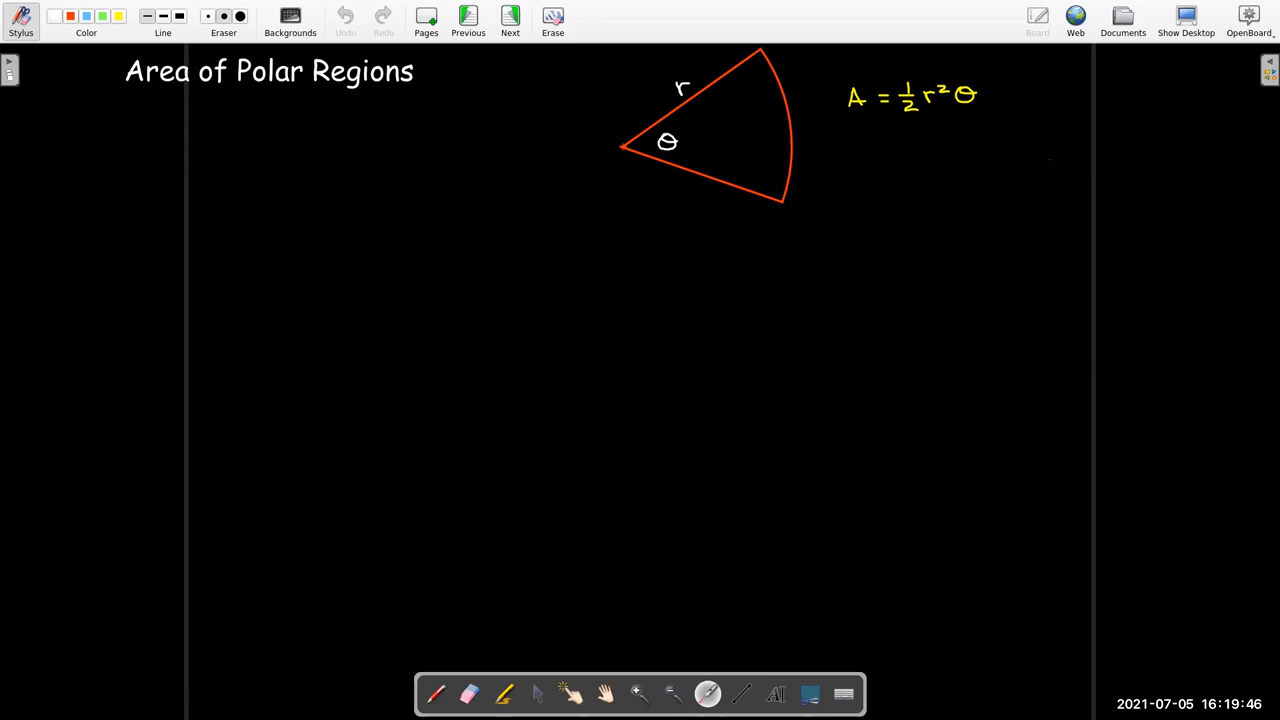 Stylus
Color
Line
Eraser
Backgrounds
Undo
Redo
Pages
Previous
Next
Erase
Board
Web
Documents
Show Desktop
OpenBoard
Area of Polar Regions
r
θ
A = 1/2 r² θ
AI
2021-07-05 16:19:46